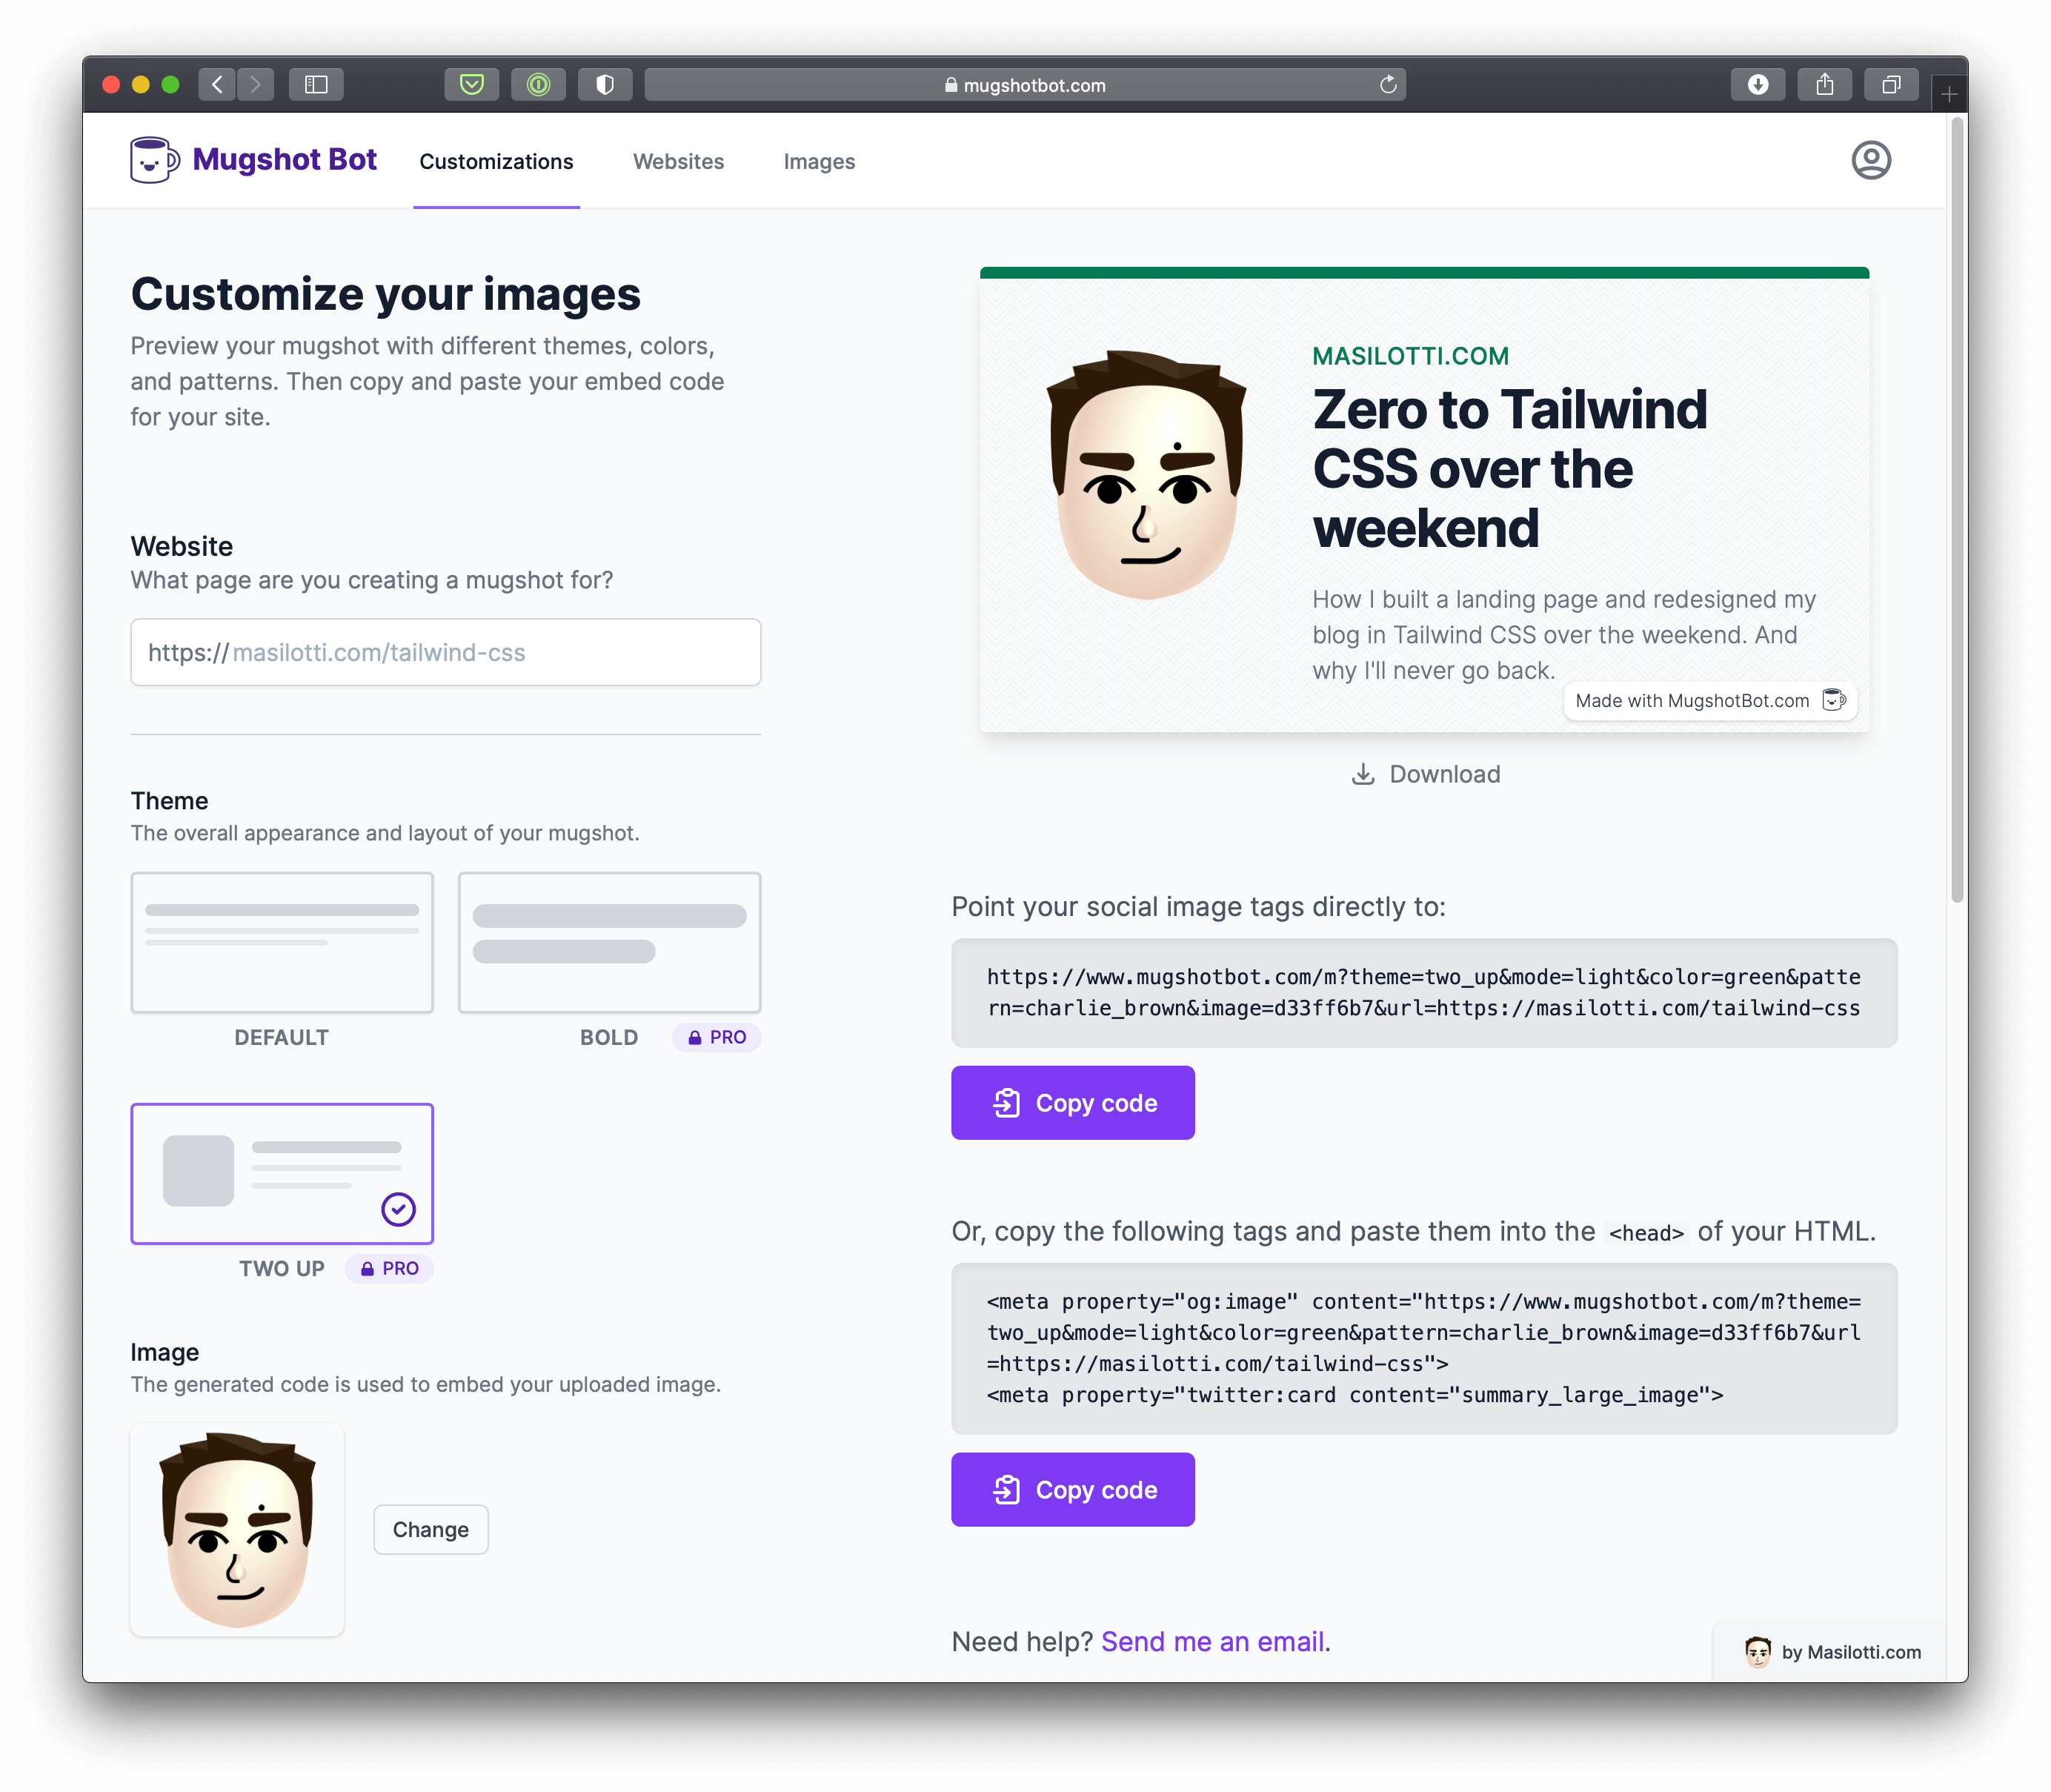 mugshotbot.com
Mugshot Bot
Customizations
Websites
Images
Customize your images
Preview your mugshot with different themes, colors,
and patterns. Then copy and paste your embed code
for your site.
Website
What page are you creating a mugshot for?
https://masilotti.com/tailwind-css
Theme
The overall appearance and layout of your mugshot.
DEFAULT
BOLD
PRO
TWO UP
PRO
Image
The generated code is used to embed your uploaded image.
Change
MASILOTTI.COM
Zero to Tailwind
CSS over the
weekend
How I built a landing page and redesigned my
blog in Tailwind CSS over the weekend. And
why I'll never go back.
Made with MugshotBot.com
Download
Point your social image tags directly to:
https://www.mugshotbot.com/m?theme=two_up&mode=light&color=green&patte
rn=charlie_brown&image=d33ff6b7&url=https://masilotti.com/tailwind-css
Copy code
Or, copy the following tags and paste them into the <head> of your HTML.
<meta property="og:image" content="https://www.mugshotbot.com/m?theme=
two_up&mode=light&color=green&pattern=charlie_brown&image=d33ff6b7&url
=https://masilotti.com/tailwind-css">
<meta property="twitter:card content="summary_large_image">
Copy code
Need help? Send me an email.
by Masilotti.com